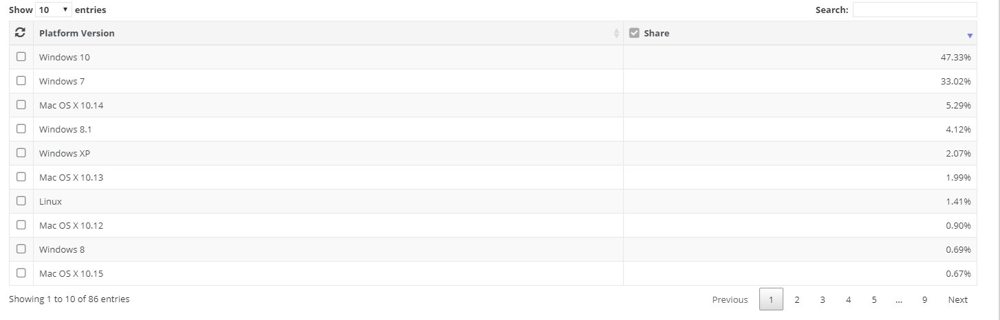 Show 10 entries Search:
Platform Version Share
Windows 10 47.33%
Windows 7 33.02%
Mac OS X 10.14 5.29%
Windows 8.1 4.12%
Windows XP 2.07%
Mac OS X 10.13 1.99%
Linux 1.41%
Mac OS X 10.12 0.90%
Windows 8 0.69%
Mac OS X 10.15 0.67%
Showing 1 to 10 of 86 entries Previous 1 2 3 4 5 ... 9 Next